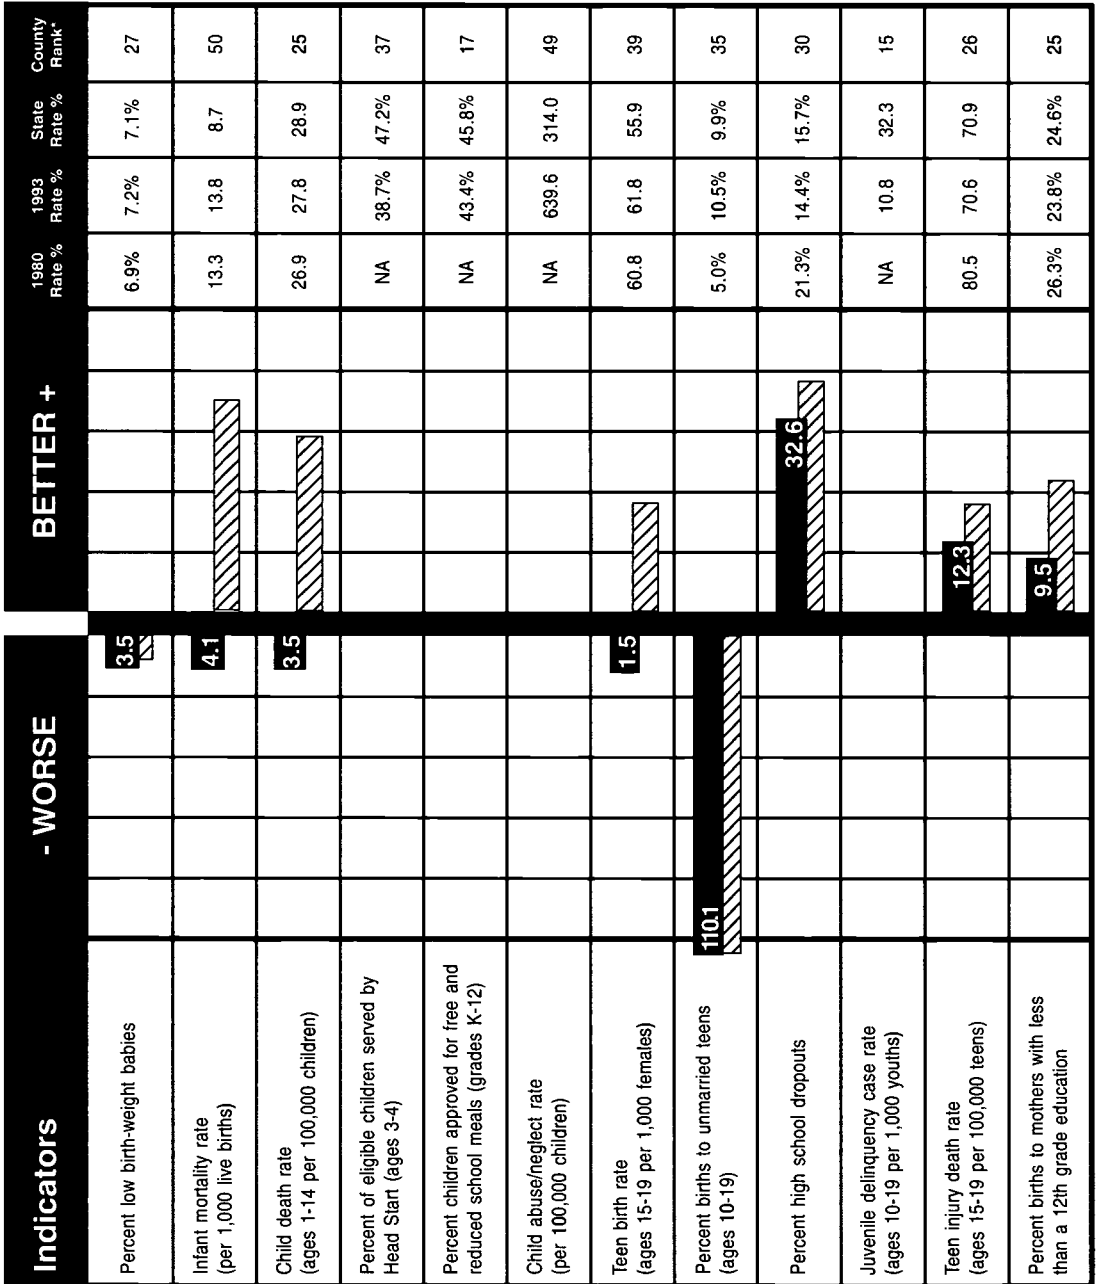 Indicators - WORSE BETTER + 1980 Rate % 1993 Rate % State Rate % County Rank*
Percent low birth-weight babies 3.5 6.9% 7.2% 7.1% 27
Infant mortality rate
(per 1,000 live births) 4.1 13.3 13.8 8.7 50
Child death rate
(ages 1-14 per 100,000 children) 3.5 26.9 27.8 28.9 25
Percent of eligible children served by
Head Start (ages 3-4) NA 38.7% 47.2% 37
Percent children approved for free and
reduced school meals (grades K-12) NA 43.4% 45.8% 17
Child abuse/neglect rate
(per 100,000 children) NA 639.6 314.0 49
Teen birth rate
(ages 15-19 per 1,000 females) 1.5 60.8 61.8 55.9 39
Percent births to unmarried teens
(ages 10-19) 110.1 5.0% 10.5% 9.9% 35
Percent high school dropouts 32.6 21.3% 14.4% 15.7% 30
Juvenile delinquency case rate
(ages 10-19 per 1,000 youths) NA 10.8 32.3 15
Teen injury death rate
(ages 15-19 per 100,000 teens) 12.3 80.5 70.6 70.9 26
Percent births to mothers with less
than a 12th grade education 9.5 26.3% 23.8% 24.6% 25